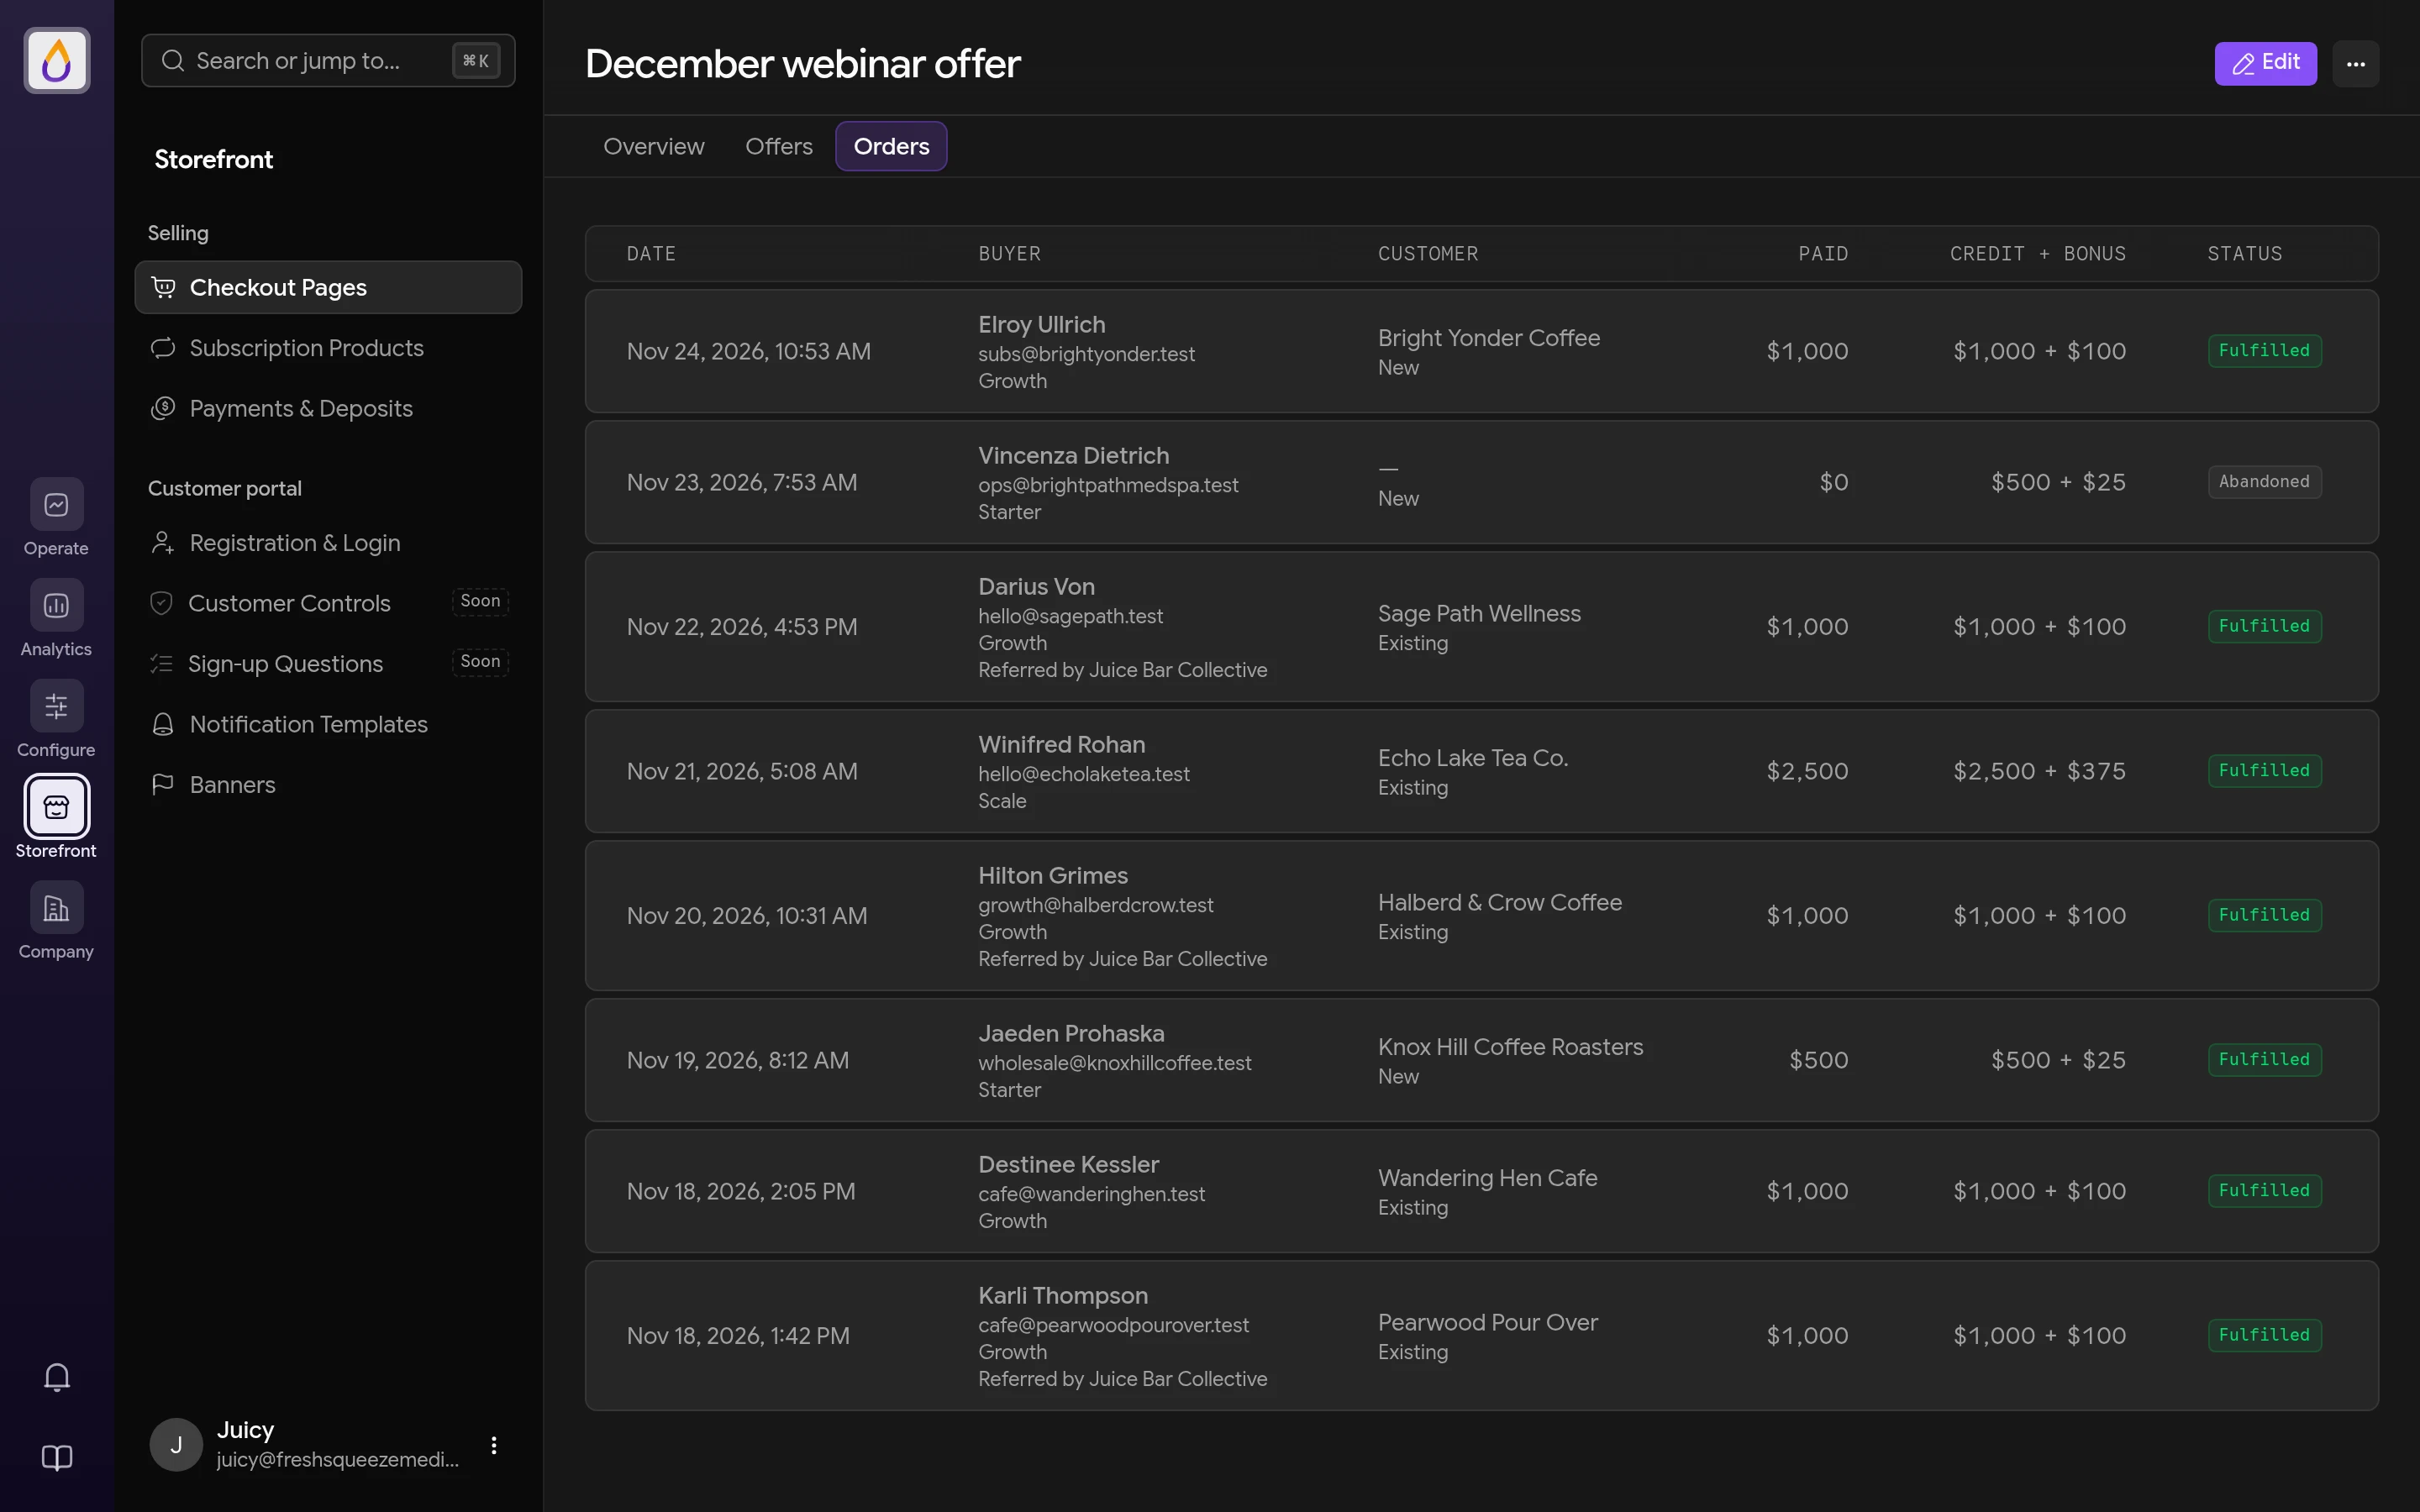 Search or jump to...
⌘K
Storefront
Selling
Checkout Pages
Subscription Products
Payments & Deposits
Customer portal
Registration & Login
Customer Controls
Soon
Sign-up Questions
Soon
Notification Templates
Banners
Operate
Analytics
Configure
Storefront
Company
J
Juicy
juicy@freshsqueezemedi...
December webinar offer
Edit
Overview
Offers
Orders
DATE
BUYER
CUSTOMER
PAID
CREDIT + BONUS
STATUS
Nov 24, 2026, 10:53 AM
Elroy Ullrich
subs@brightyonder.test
Growth
Bright Yonder Coffee
New
$1,000
$1,000 + $100
Fulfilled
Nov 23, 2026, 7:53 AM
Vincenza Dietrich
ops@brightpathmedspa.test
Starter
—
New
$0
$500 + $25
Abandoned
Nov 22, 2026, 4:53 PM
Darius Von
hello@sagepath.test
Growth
Referred by Juice Bar Collective
Sage Path Wellness
Existing
$1,000
$1,000 + $100
Fulfilled
Nov 21, 2026, 5:08 AM
Winifred Rohan
hello@echolaketea.test
Scale
Echo Lake Tea Co.
Existing
$2,500
$2,500 + $375
Fulfilled
Nov 20, 2026, 10:31 AM
Hilton Grimes
growth@halberdcrow.test
Growth
Referred by Juice Bar Collective
Halberd & Crow Coffee
Existing
$1,000
$1,000 + $100
Fulfilled
Nov 19, 2026, 8:12 AM
Jaeden Prohaska
wholesale@knoxhillcoffee.test
Starter
Knox Hill Coffee Roasters
New
$500
$500 + $25
Fulfilled
Nov 18, 2026, 2:05 PM
Destinee Kessler
cafe@wanderinghen.test
Growth
Wandering Hen Cafe
Existing
$1,000
$1,000 + $100
Fulfilled
Nov 18, 2026, 1:42 PM
Karli Thompson
cafe@pearwoodpourover.test
Growth
Referred by Juice Bar Collective
Pearwood Pour Over
Existing
$1,000
$1,000 + $100
Fulfilled